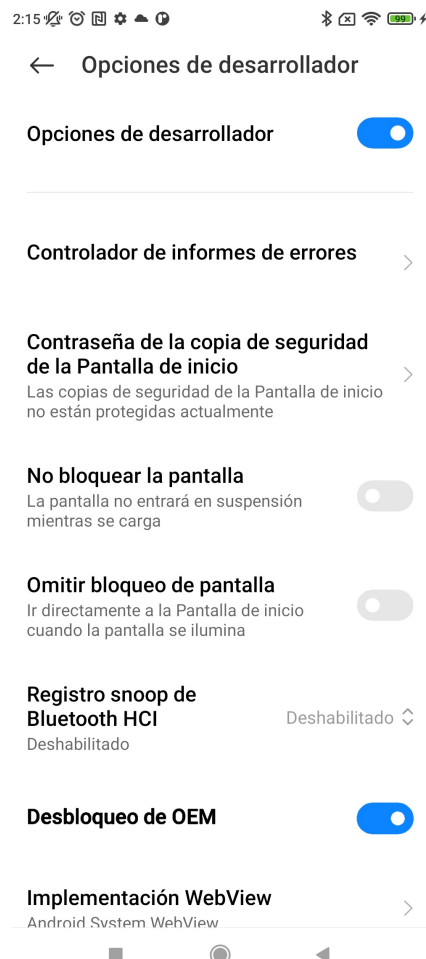 2:15
99
Opciones de desarrollador
Opciones de desarrollador
Controlador de informes de errores
Contraseña de la copia de seguridad
de la Pantalla de inicio
Las copias de seguridad de la Pantalla de inicio
no están protegidas actualmente
No bloquear la pantalla
La pantalla no entrará en suspensión
mientras se carga
Omitir bloqueo de pantalla
Ir directamente a la Pantalla de inicio
cuando la pantalla se ilumina
Registro snoop de
Bluetooth HCI
Deshabilitado
Deshabilitado
Desbloqueo de OEM
Implementación WebView
Android System WebView